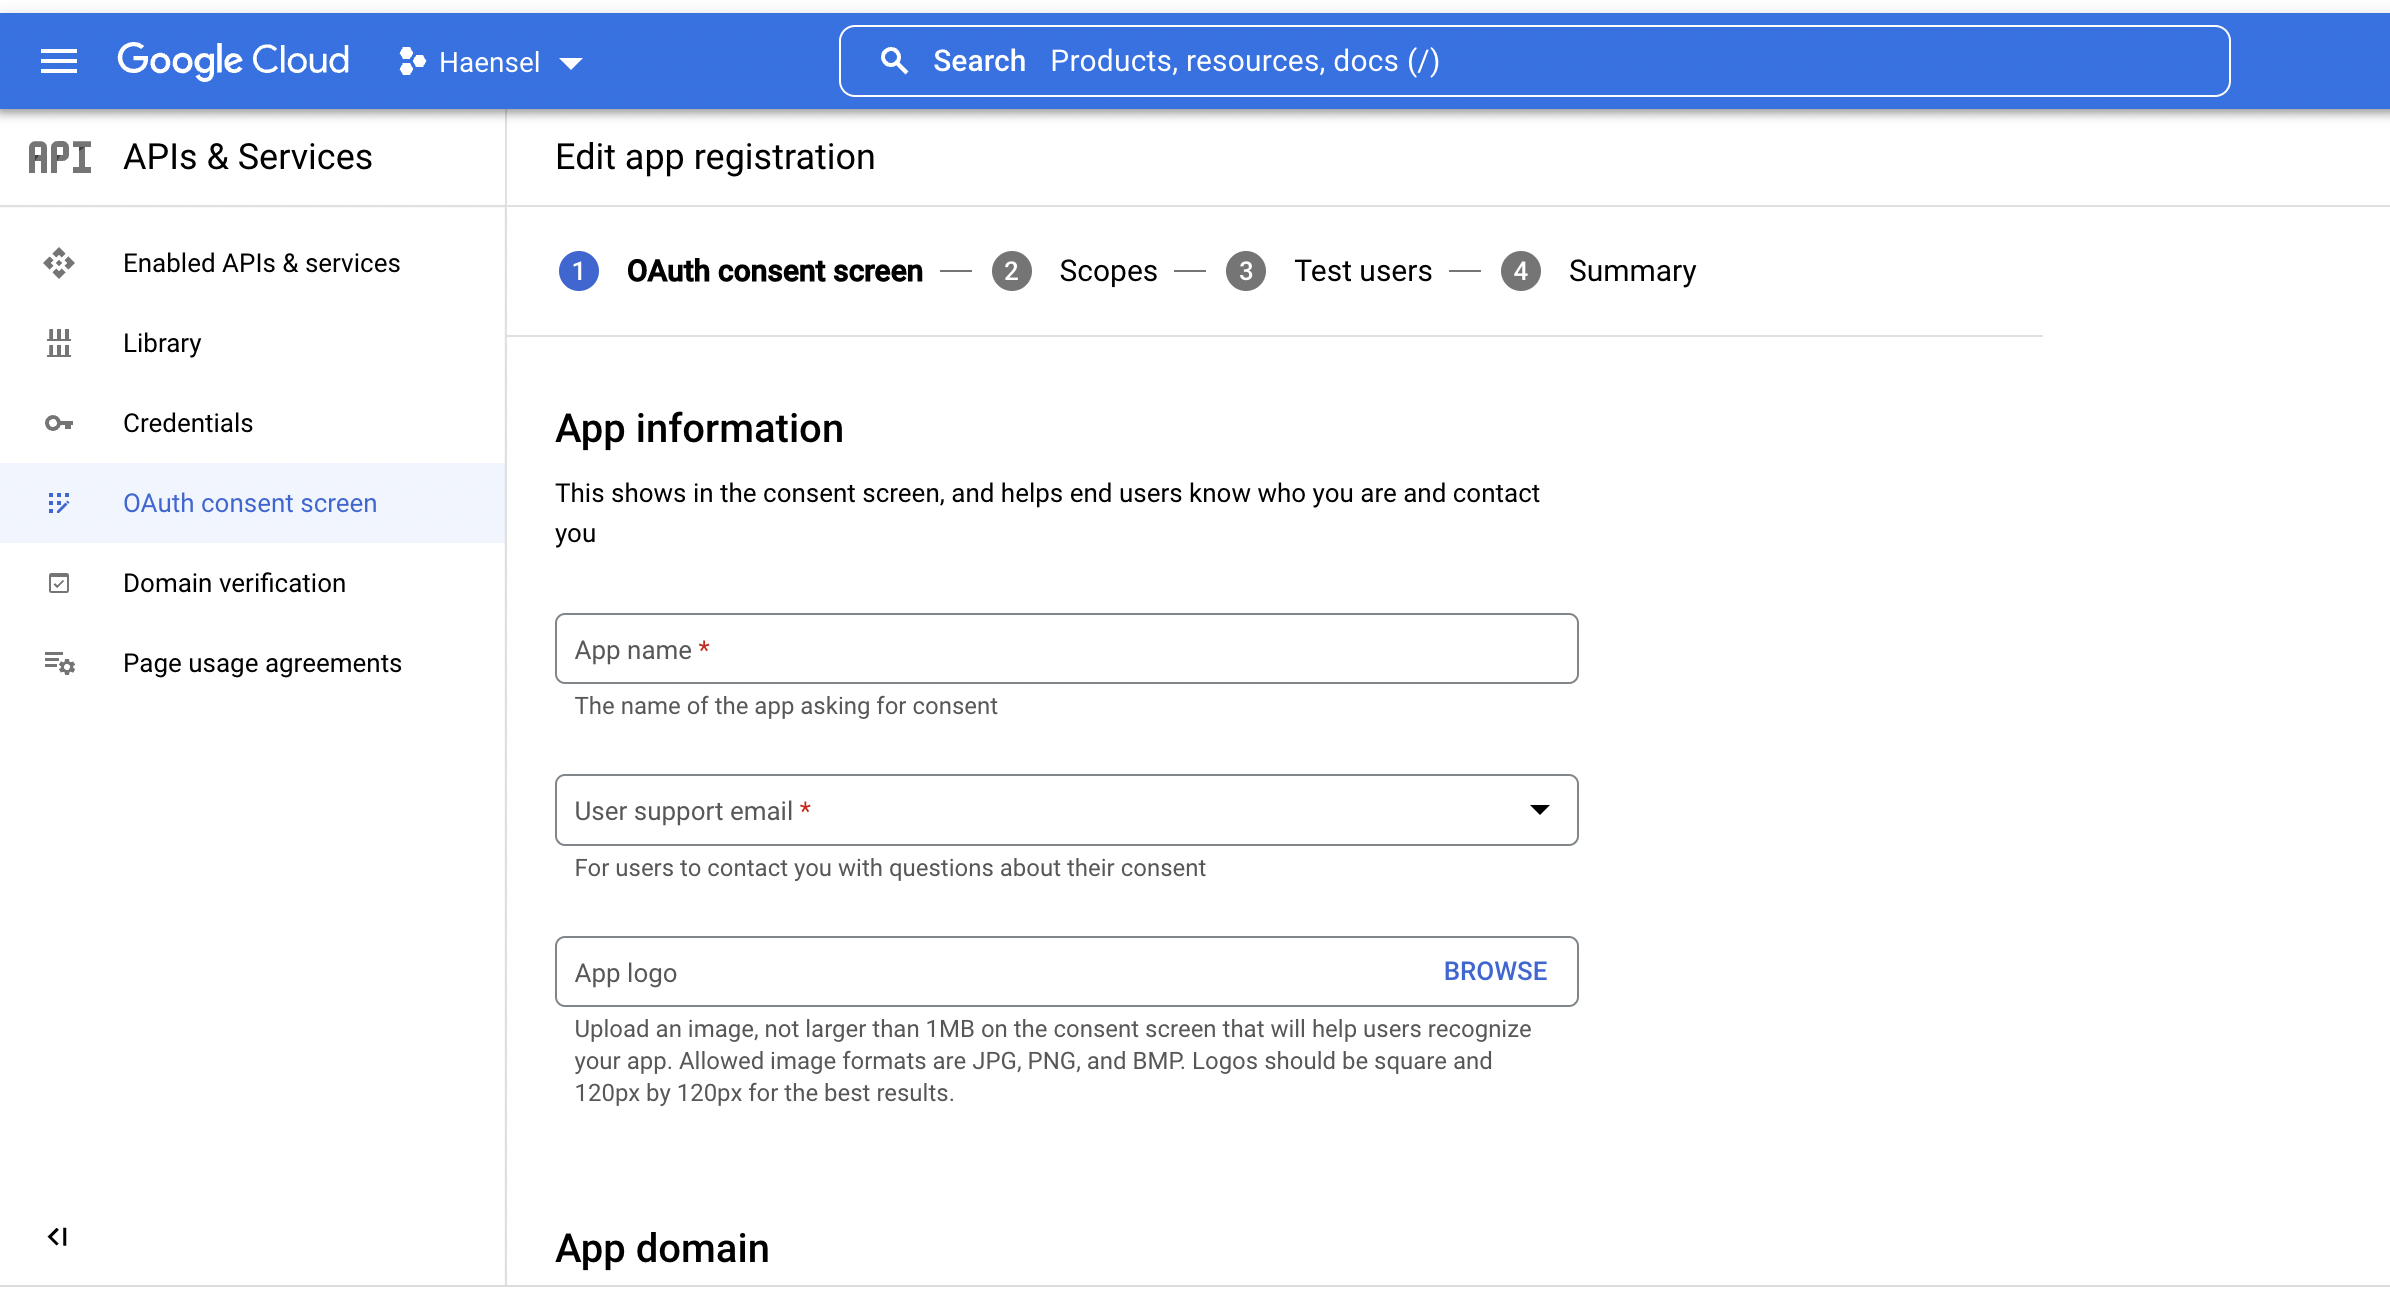 Google Cloud
Haensel
Search Products, resources, docs (/)
API APIs & Services
Edit app registration
Enabled APIs & services
Library
Credentials
OAuth consent screen
Domain verification
Page usage agreements
1 OAuth consent screen — 2 Scopes — 3 Test users — 4 Summary
App information
This shows in the consent screen, and helps end users know who you are and contact
you
App name *
The name of the app asking for consent
User support email *
For users to contact you with questions about their consent
App logo
BROWSE
Upload an image, not larger than 1MB on the consent screen that will help users recognize
your app. Allowed image formats are JPG, PNG, and BMP. Logos should be square and
120px by 120px for the best results.
App domain